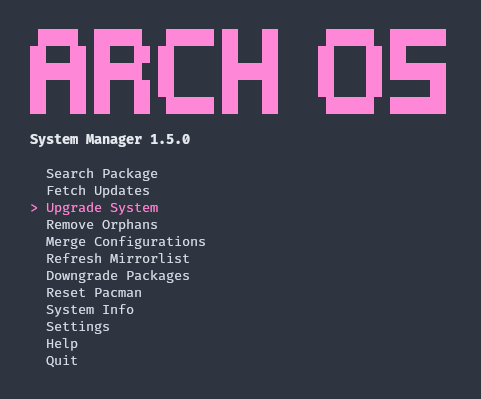 ARCH OS
System Manager 1.5.0
Search Package
Fetch Updates
> Upgrade System
Remove Orphans
Merge Configurations
Refresh Mirrorlist
Downgrade Packages
Reset Pacman
System Info
Settings
Help
Quit